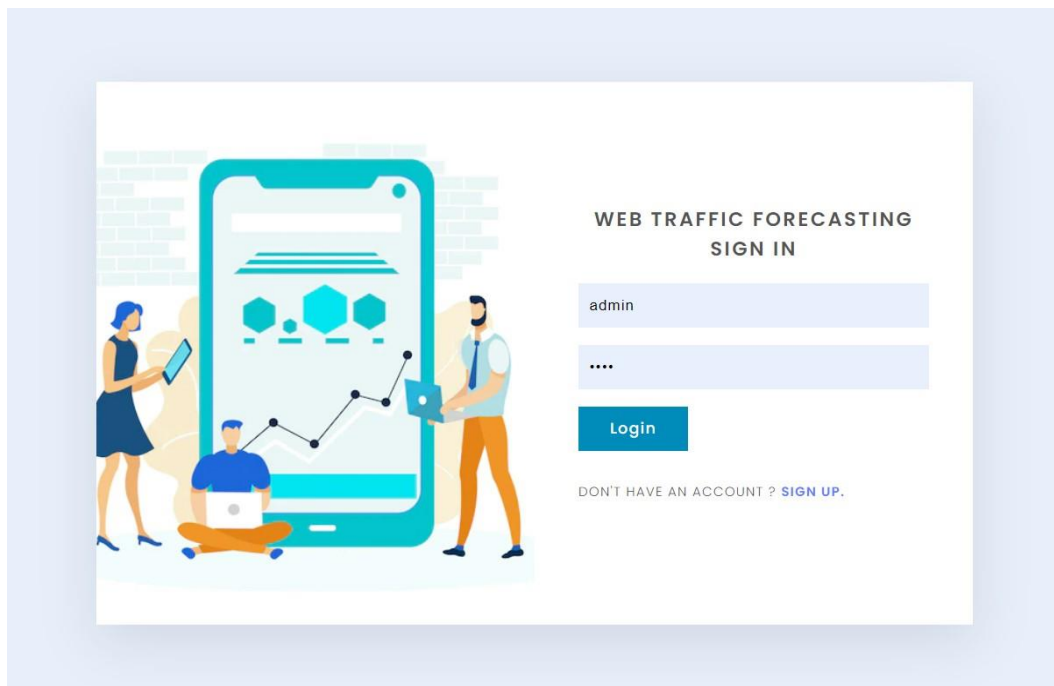 WEB TRAFFIC FORECASTING
SIGN IN
admin
••••
Login
DON'T HAVE AN ACCOUNT ? SIGN UP.